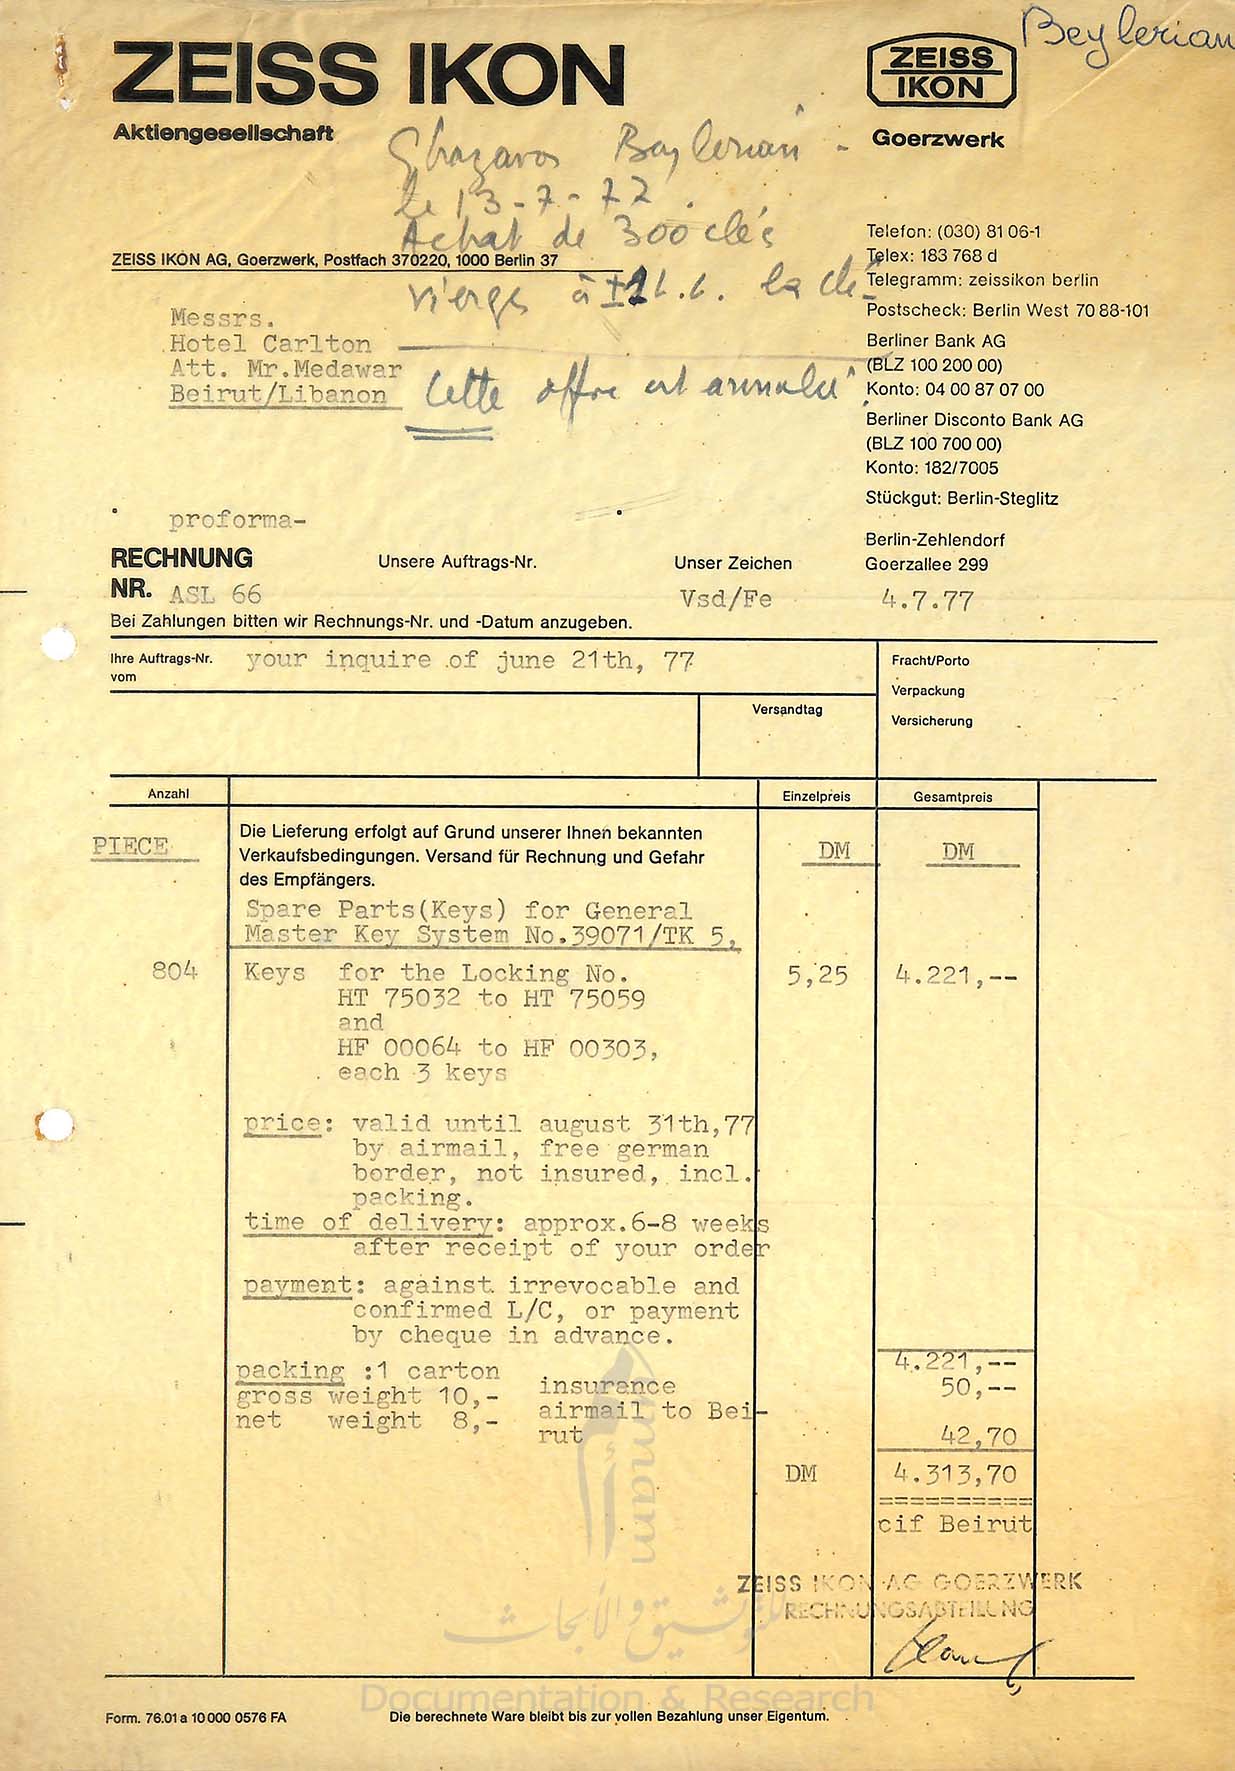 Beylerian
ZEISS IKON
Aktiengesellschaft
ZEISS
IKON
Goerzwerk
Ghazaros Beylerian -
le 13-7-77.
Achat de 300 clés
vierges à ± L.L. la clé
Cette offre est annulée
ZEISS IKON AG, Goerzwerk, Postfach 370220, 1000 Berlin 37
Telefon: (030) 81 06-1
Telex: 183 768 d
Telegramm: zeissikon berlin
Postscheck: Berlin West 70 88-101
Berliner Bank AG
(BLZ 100 200 00)
Konto: 04 00 87 07 00
Berliner Disconto Bank AG
(BLZ 100 700 00)
Konto: 182/7005
Stückgut: Berlin-Steglitz
Berlin-Zehlendorf
Goerzallee 299
Messrs.
Hotel Carlton
Att. Mr.Medawar
Beirut/Libanon
proforma-
RECHNUNG Unsere Auftrags-Nr. Unser Zeichen
NR. ASL 66 Vsd/Fe 4.7.77
Bei Zahlungen bitten wir Rechnungs-Nr. und -Datum anzugeben.
Ihre Auftrags-Nr. your inquire of june 21th, 77 Fracht/Porto
vom
Verpackung
Versandtag Versicherung
Anzahl Einzelpreis Gesamtpreis
PIECE DM DM
Die Lieferung erfolgt auf Grund unserer Ihnen bekannten
Verkaufsbedingungen. Versand für Rechnung und Gefahr
des Empfängers.
Spare Parts(Keys) for General
Master Key System No.39071/TK 5,
804 Keys for the Locking No. 5,25 4.221,--
HT 75032 to HT 75059
and
HF 00064 to HF 00303,
each 3 keys
price: valid until august 31th,77
by airmail, free german
border, not insured, incl.
packing.
time of delivery: approx.6-8 weeks
after receipt of your order
payment: against irrevocable and
confirmed L/C, or payment
by cheque in advance.
4.221,--
packing :1 carton
gross weight 10,- insurance 50,--
net weight 8,- airmail to Bei-
rut 42,70
DM 4.313,70
==========
cif Beirut
ZEISS IKON AG GOERZWERK
RECHNUNGSABTEILUNG
umam
للتوثيق والأبحاث
Documentation & Research
Form. 76.01 a 10 000 0576 FA Die berechnete Ware bleibt bis zur vollen Bezahlung unser Eigentum.